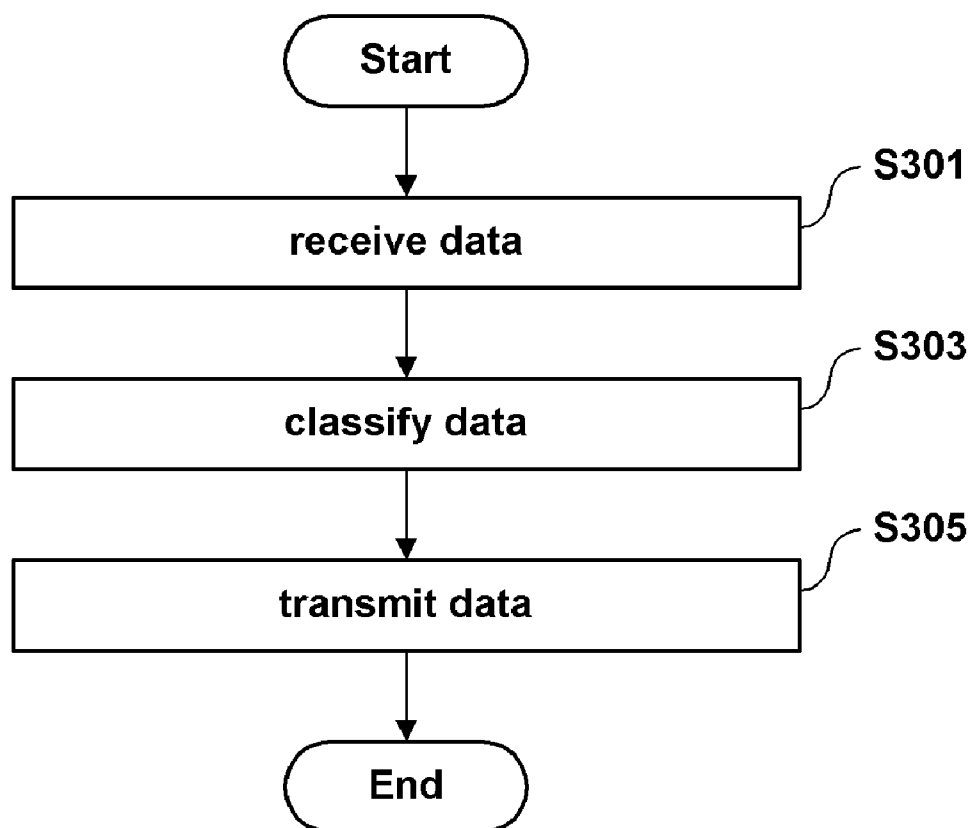 Start
S301
receive data
S303
classify data
S305
transmit data
End